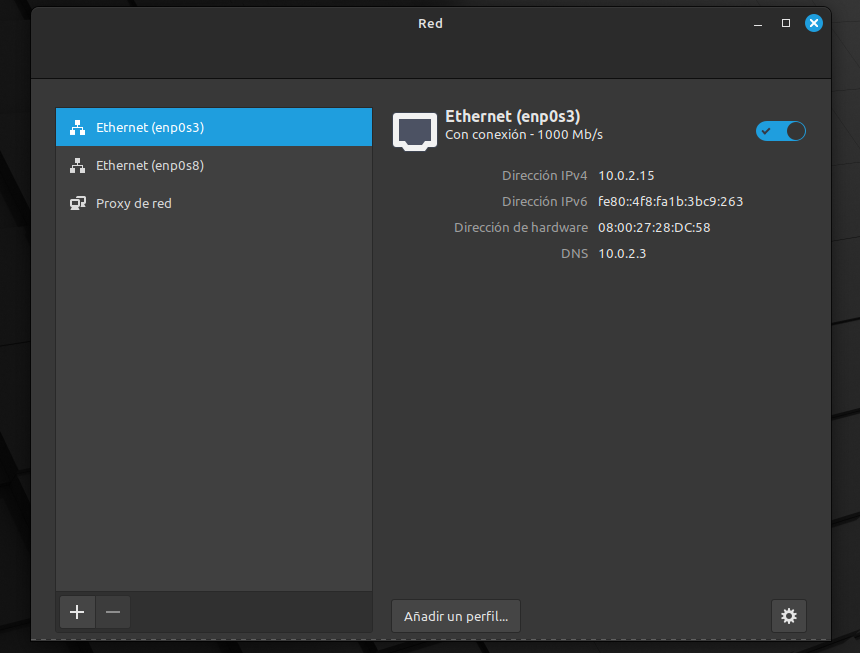 Red
Ethernet (enp0s3)
Ethernet (enp0s8)
Proxy de red
Ethernet (enp0s3)
Con conexión - 1000 Mb/s
Dirección IPv4 10.0.2.15
Dirección IPv6 fe80::4f8:fa1b:3bc9:263
Dirección de hardware 08:00:27:28:DC:58
DNS 10.0.2.3
Añadir un perfil...